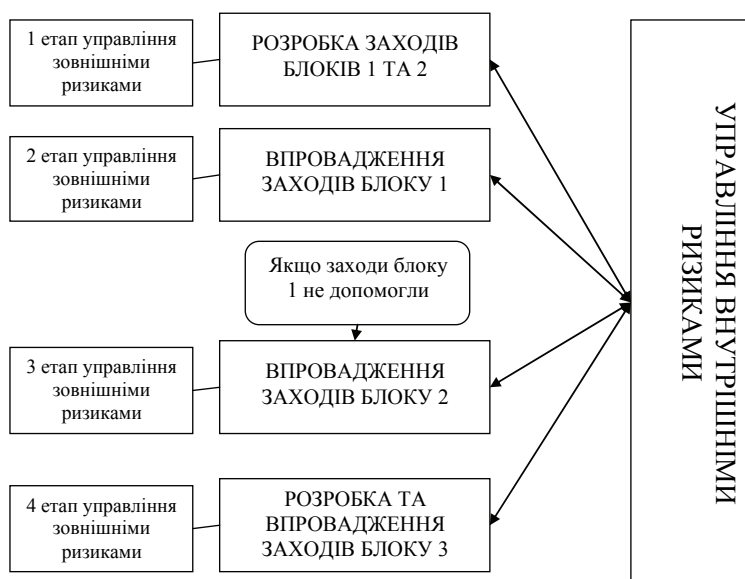 1 етап управління
зовнішніми
ризиками
РОЗРОБКА ЗАХОДІВ
БЛОКІВ 1 ТА 2
2 етап управління
зовнішніми
ризиками
ВПРОВАДЖЕННЯ
ЗАХОДІВ БЛОКУ 1
Якщо заходи блоку
1 не допомогли
3 етап управління
зовнішніми
ризиками
ВПРОВАДЖЕННЯ
ЗАХОДІВ БЛОКУ 2
4 етап управління
зовнішніми
ризиками
РОЗРОБКА ТА
ВПРОВАДЖЕННЯ
ЗАХОДІВ БЛОКУ 3
УПРАВЛІННЯ ВНУТРІШНІМИ
РИЗИКАМИ